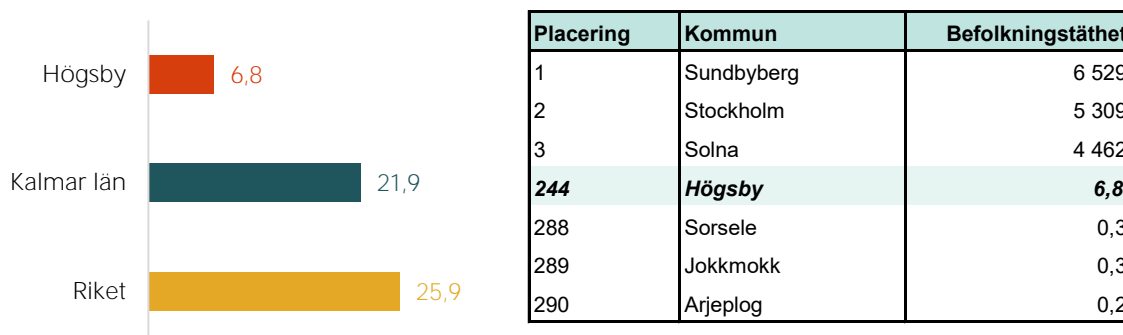 Högsby 6,8
Kalmar län 21,9
Riket 25,9
Placering Kommun Befolkningstäthet
1 Sundbyberg 6 529
2 Stockholm 5 309
3 Solna 4 462
244 Högsby 6,8
288 Sorsele 0,3
289 Jokkmokk 0,3
290 Arjeplog 0,2